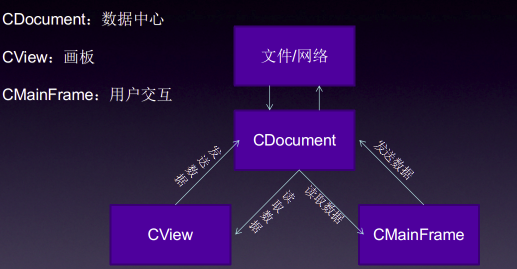 CDocument：数据中心
CView：画板
CMainFrame：用户交互
文件/网络
CDocument
发送数据
发送数据
读取数据
读取数据
CView
CMainFrame